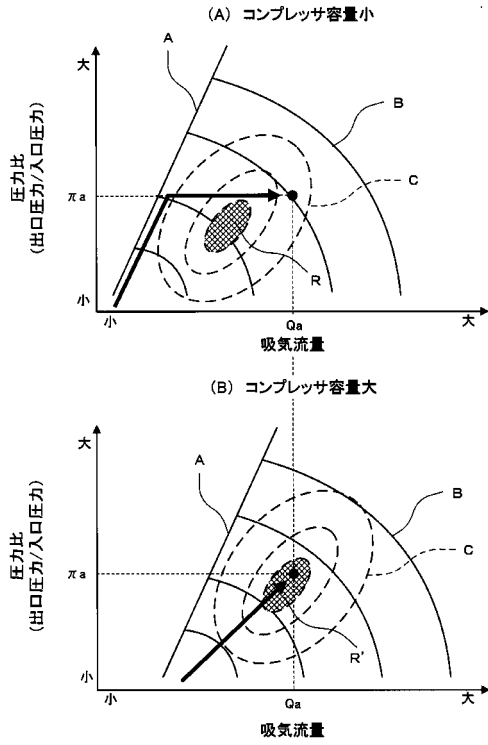 (A) コンプレッサ容量小
A
大
B
C
圧力比
(出口圧力/入口圧力)
πa
R
小
小
Qa
大
吸気流量
(B) コンプレッサ容量大
大
A
B
C
圧力比
(出口圧力/入口圧力)
πa
R'
小
小
Qa
大
吸気流量